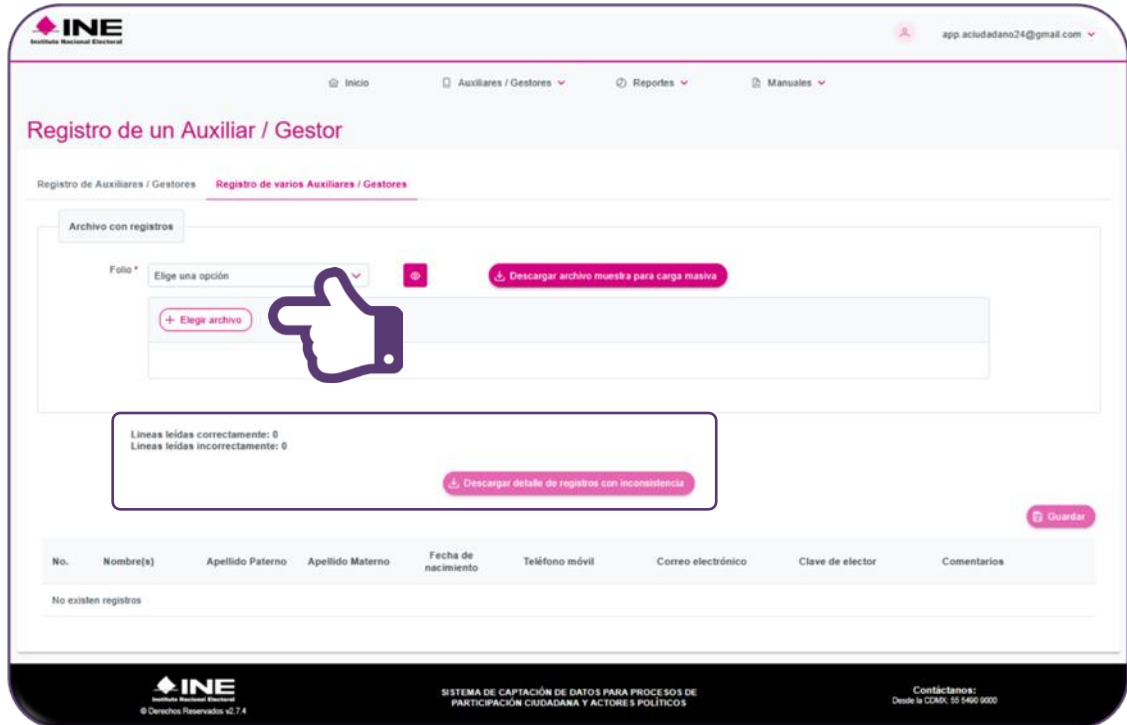 INE
Instituto Nacional Electoral
app.aciudadano24@gmail.com
Inicio
Auxiliares / Gestores
Reportes
Manuales
Registro de un Auxiliar / Gestor
Registro de Auxiliares / Gestores
Registro de varios Auxiliares / Gestores
Archivo con registros
Folio *
Elige una opción
Descargar archivo muestra para carga masiva
+ Elegir archivo
Lineas leídas correctamente: 0
Lineas leídas incorrectamente: 0
Descargar detalle de registros con inconsistencia
Guardar
No.
Nombre(s)
Apellido Paterno
Apellido Materno
Fecha de
nacimiento
Teléfono móvil
Correo electrónico
Clave de elector
Comentarios
No existen registros
INE
Instituto Nacional Electoral
© Derechos Reservados v2.7.4
SISTEMA DE CAPTACIÓN DE DATOS PARA PROCESOS DE
PARTICIPACIÓN CIUDADANA Y ACTORES POLÍTICOS
Contáctanos:
Desde la CDMX: 55 5490 9000